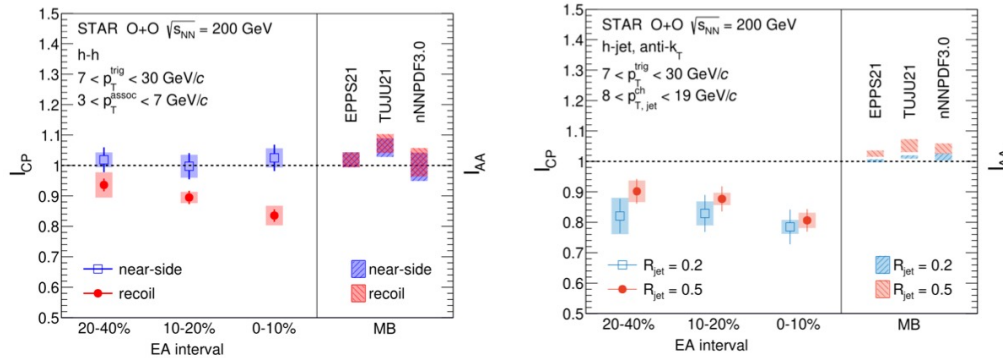 STAR O+O √s_NN = 200 GeV
h-h
7 < p_T^trig < 30 GeV/c
3 < p_T^assoc < 7 GeV/c
EPPS21
TUJU21
nNNPDF3.0
I_CP
1.5
1.4
1.3
1.2
1.1
1
0.9
0.8
0.7
0.6
0.5
near-side
recoil
near-side
recoil
20-40%
10-20%
0-10%
MB
EA interval
I_AA
STAR O+O √s_NN = 200 GeV
h-jet, anti-k_T
7 < p_T^trig < 30 GeV/c
8 < p_T, jet^ch < 19 GeV/c
EPPS21
TUJU21
nNNPDF3.0
I_CP
1.5
1.4
1.3
1.2
1.1
1
0.9
0.8
0.7
0.6
0.5
R_jet = 0.2
R_jet = 0.5
R_jet = 0.2
R_jet = 0.5
20-40%
10-20%
0-10%
MB
EA interval